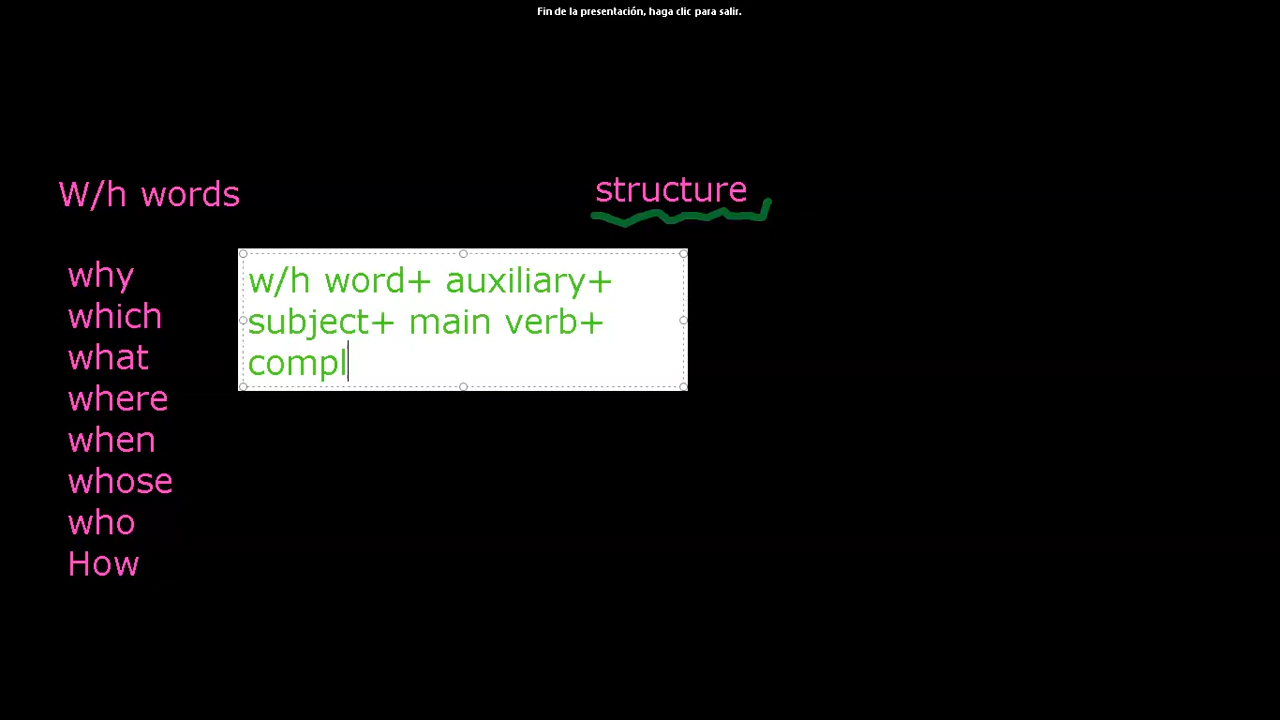 Fin de la presentación, haga clic para salir.
W/h words
structure
why
which
what
where
when
whose
who
How
w/h word+ auxiliary+
subject+ main verb+
compl